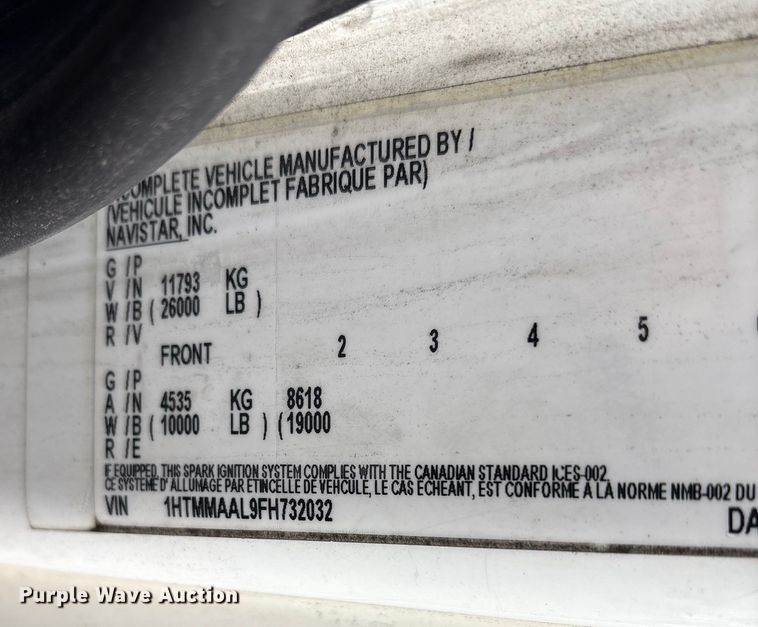 COMPLETE VEHICLE MANUFACTURED BY /
(VEHICULE INCOMPLET FABRIQUE PAR)
NAVISTAR, INC.
G /P
V /N 11793 KG
W /B ( 26000 LB )
R /V
FRONT 2 3 4 5
G /P
A /N 4535 KG 8618
W /B ( 10000 LB ) ( 19000
R /E
IF EQUIPPED, THIS SPARK IGNITION SYSTEM COMPLIES WITH THE CANADIAN STANDARD ICES-002
CE SYSTEME D'ALLUMAGE PAR ETINCELLE DE VEHICULE, LE CAS ECHEANT, EST CONFORME A LA NORME NMB-002 DU
VIN 1HTMMAAL9FH732032
DA
Purple Wave Auction